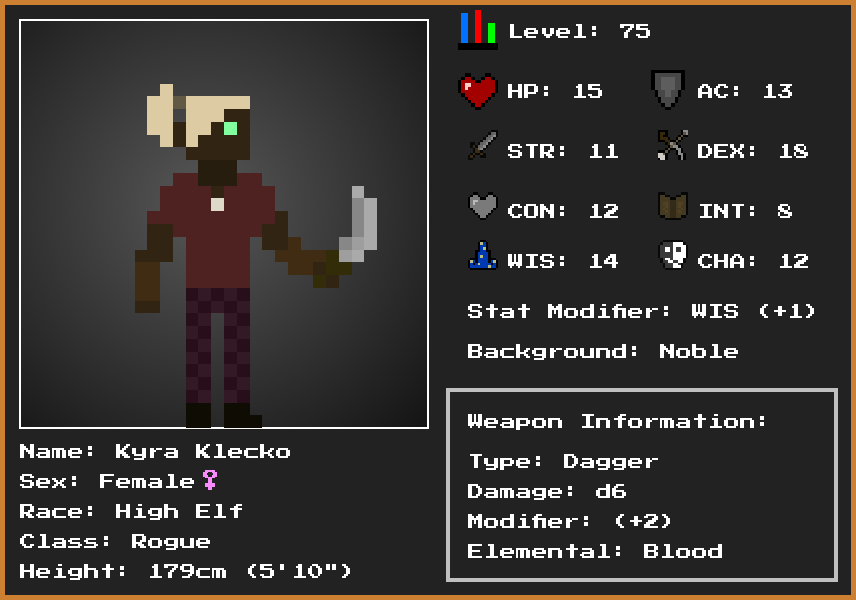 Level: 75
HP: 15
AC: 13
STR: 11
DEX: 18
CON: 12
INT: 8
WIS: 14
CHA: 12
Stat Modifier: WIS (+1)
Background: Noble
Weapon Information:
Type: Dagger
Damage: d6
Modifier: (+2)
Elemental: Blood
Name: Kyra Klecko
Sex: Female♀
Race: High Elf
Class: Rogue
Height: 179cm (5'10")